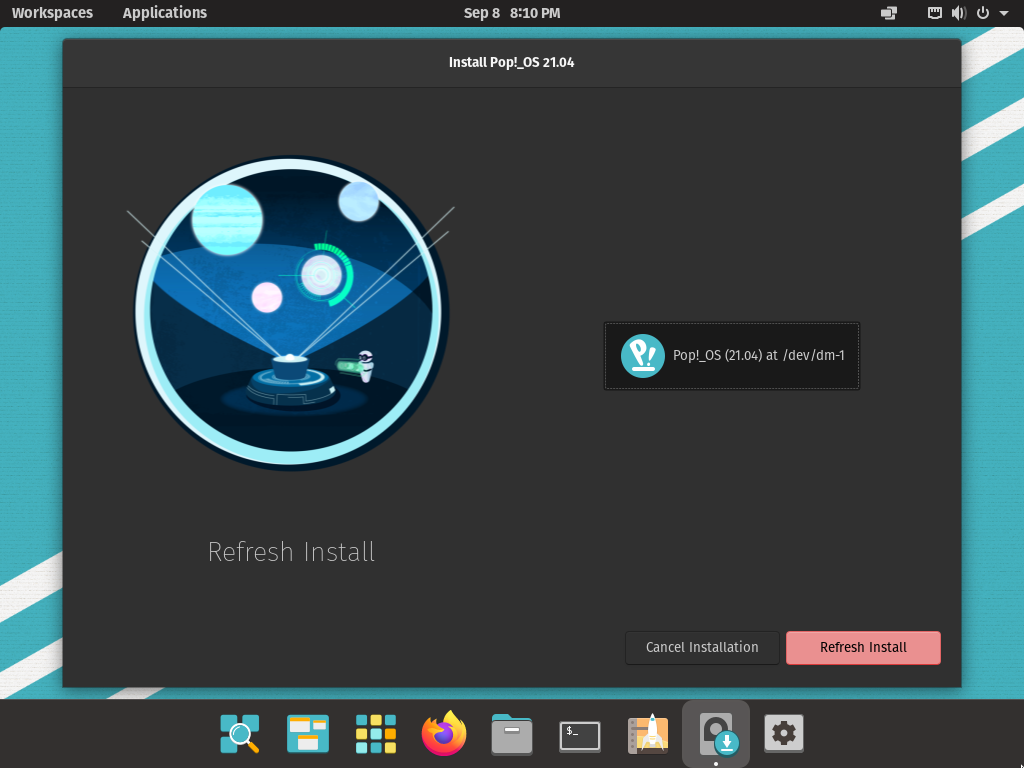 Workspaces Applications Sep 8 8:10 PM
Install Pop!_OS 21.04
P!
Pop!_OS (21.04) at /dev/dm-1
Refresh Install
Cancel Installation Refresh Install
$_